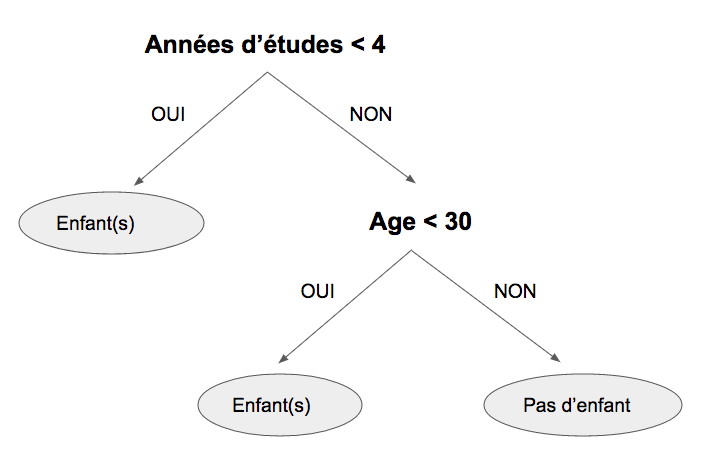 Années d’études < 4
OUI
NON
Enfant(s)
Age < 30
OUI
NON
Enfant(s)
Pas d’enfant